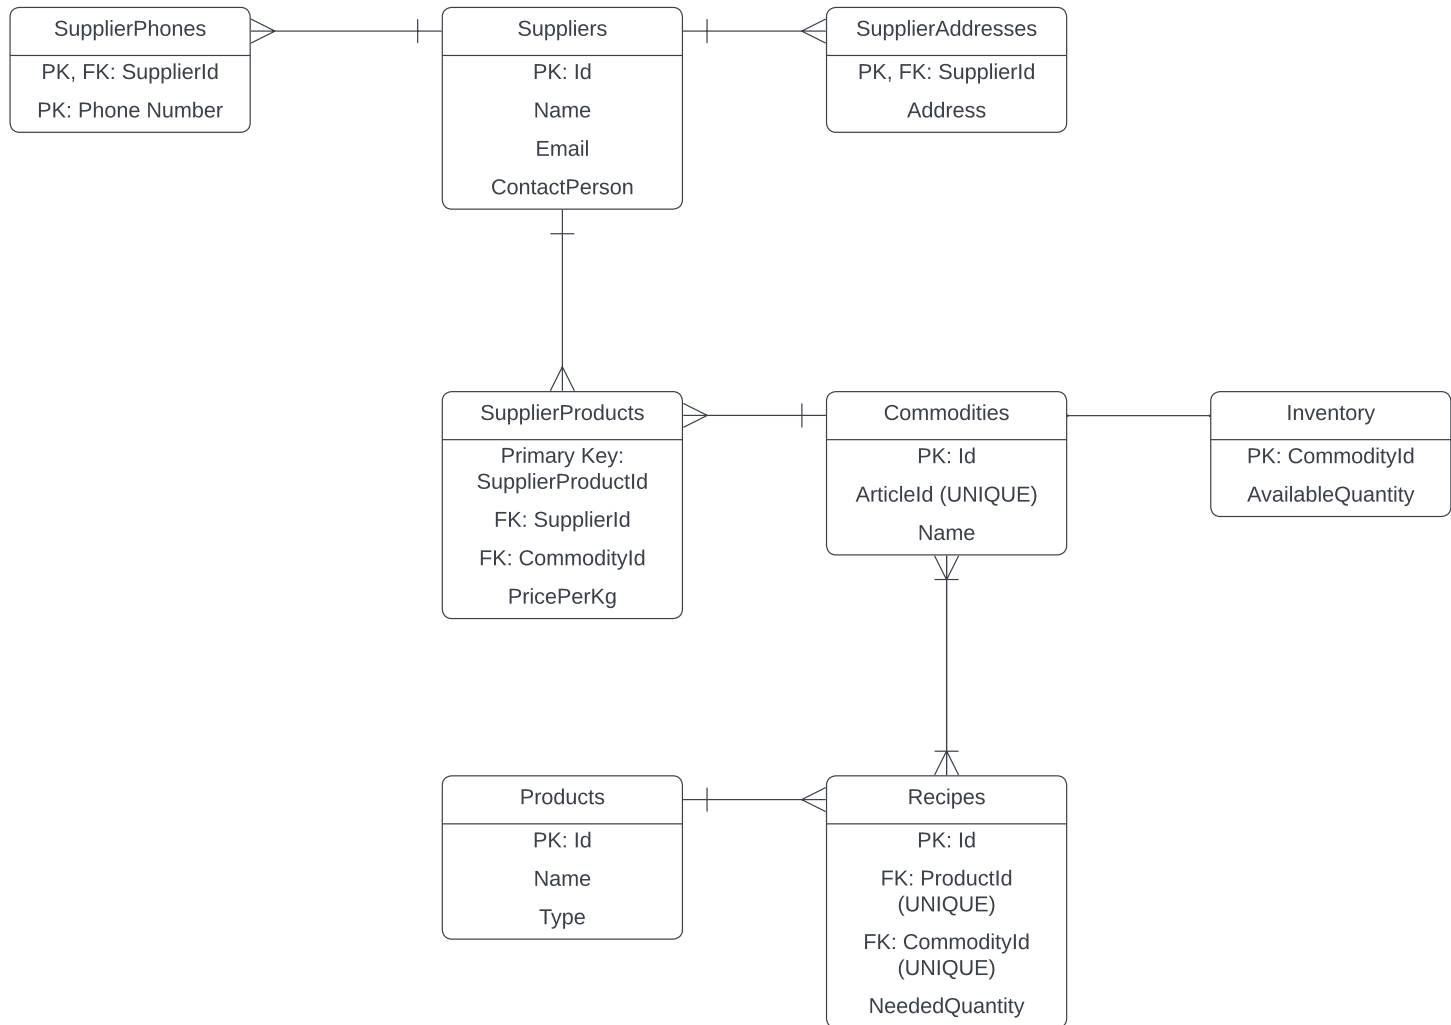 SupplierPhones
PK, FK: SupplierId
PK: Phone Number
Suppliers
PK: Id
Name
Email
ContactPerson
SupplierAddresses
PK, FK: SupplierId
Address
SupplierProducts
Primary Key:
SupplierProductId
FK: SupplierId
FK: CommodityId
PricePerKg
Commodities
PK: Id
ArticleId (UNIQUE)
Name
Inventory
PK: CommodityId
AvailableQuantity
Products
PK: Id
Name
Type
Recipes
PK: Id
FK: ProductId
(UNIQUE)
FK: CommodityId
(UNIQUE)
NeededQuantity